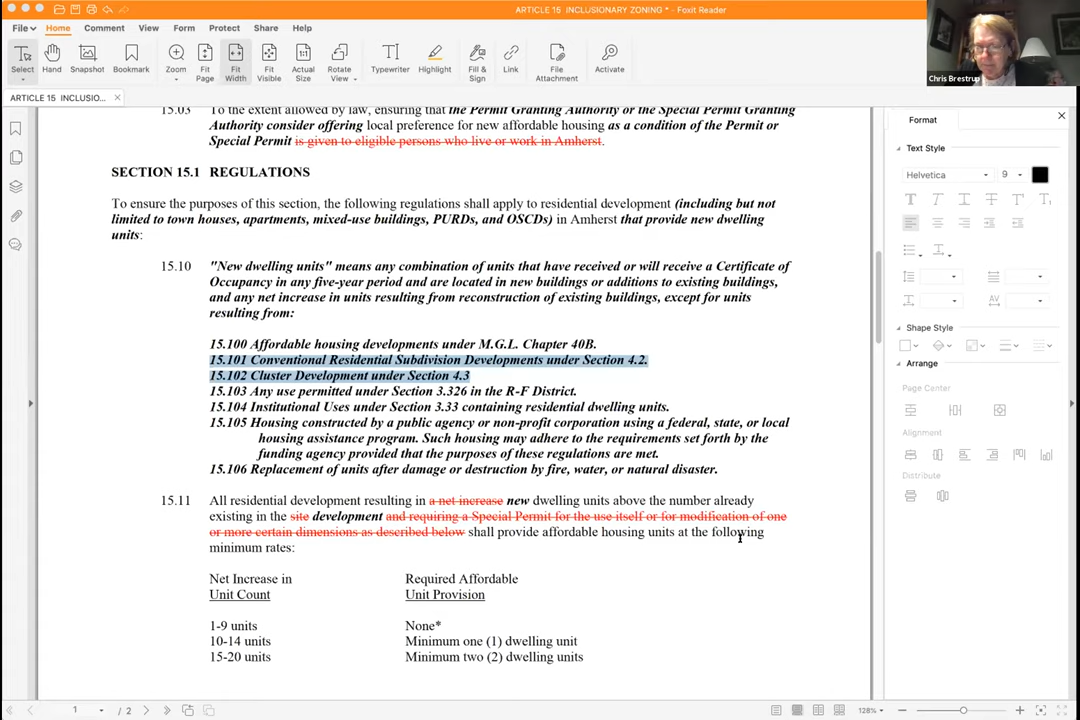 ARTICLE 15 INCLUSIONARY ZONING * - Foxit Reader
File Home Comment View Form Protect Share Help
Select Hand Snapshot Bookmark Zoom Fit Page Fit Width Fit Visible Actual Size Rotate View Typewriter Highlight Fill & Sign Link File Attachment Activate
Chris Brestrup
ARTICLE 15 INCLUSIO...
15.03 To the extent allowed by law, ensuring that the Permit Granting Authority or the Special Permit Granting
Authority consider offering local preference for new affordable housing as a condition of the Permit or
Special Permit is given to eligible persons who live or work in Amherst.
SECTION 15.1 REGULATIONS
To ensure the purposes of this section, the following regulations shall apply to residential development (including but not
limited to town houses, apartments, mixed-use buildings, PURDs, and OSCDs) in Amherst that provide new dwelling
units:
15.10 "New dwelling units" means any combination of units that have received or will receive a Certificate of
Occupancy in any five-year period and are located in new buildings or additions to existing buildings,
and any net increase in units resulting from reconstruction of existing buildings, except for units
resulting from:
15.100 Affordable housing developments under M.G.L. Chapter 40B.
15.101 Conventional Residential Subdivision Developments under Section 4.2.
15.102 Cluster Development under Section 4.3
15.103 Any use permitted under Section 3.326 in the R-F District.
15.104 Institutional Uses under Section 3.33 containing residential dwelling units.
15.105 Housing constructed by a public agency or non-profit corporation using a federal, state, or local
housing assistance program. Such housing may adhere to the requirements set forth by the
funding agency provided that the purposes of these regulations are met.
15.106 Replacement of units after damage or destruction by fire, water, or natural disaster.
15.11 All residential development resulting in a net increase new dwelling units above the number already
existing in the site development and requiring a Special Permit for the use itself or for modification of one
or more certain dimensions as described below shall provide affordable housing units at the following
minimum rates:
Net Increase in Required Affordable
Unit Count Unit Provision
1-9 units None*
10-14 units Minimum one (1) dwelling unit
15-20 units Minimum two (2) dwelling units
Format
Text Style
Helvetica 9
Shape Style
Arrange
Page Center
Alignment
Distribute
1 / 2 128%